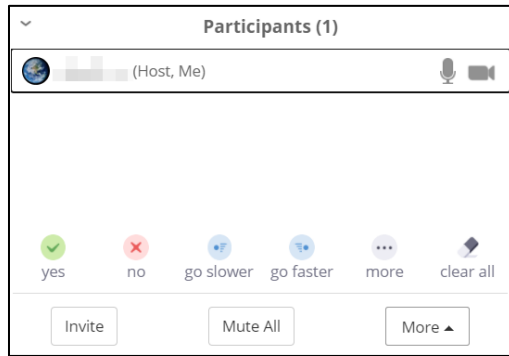 Participants (1)
(Host, Me)
yes no go slower go faster more clear all
Invite Mute All More